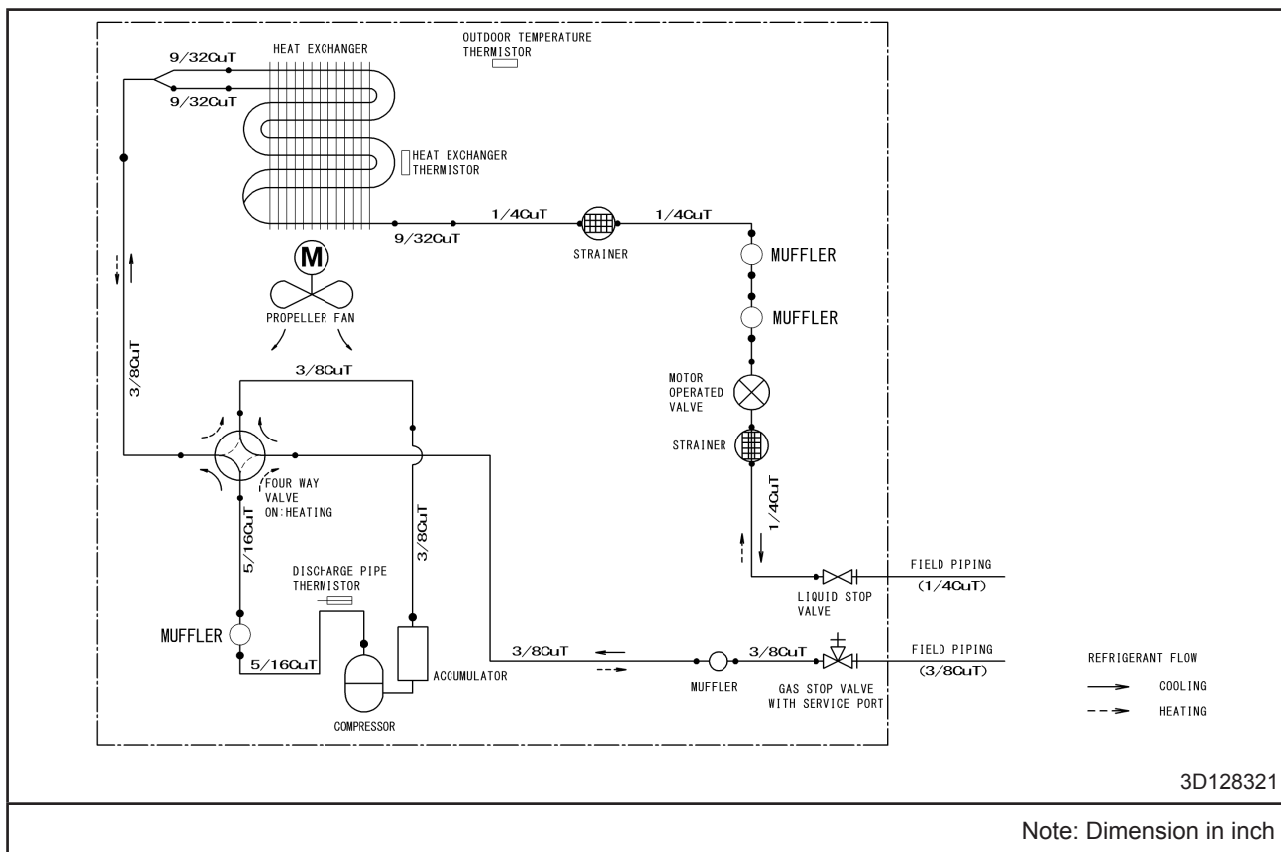 OUTDOOR TEMPERATURE
THERMISTOR
HEAT EXCHANGER
9/32CuT
9/32CuT
HEAT EXCHANGER
THERMISTOR
9/32CuT
1/4CuT
STRAINER
1/4CuT
MUFFLER
MUFFLER
M
PROPELLER FAN
3/8CuT
3/8CuT
MOTOR
OPERATED
VALVE
STRAINER
FOUR WAY
VALVE
ON:HEATING
5/16CuT
3/8CuT
1/4CuT
DISCHARGE PIPE
THERMISTOR
FIELD PIPING
(1/4CuT)
LIQUID STOP
VALVE
MUFFLER
5/16CuT
ACCUMULATOR
COMPRESSOR
3/8CuT
MUFFLER
3/8CuT
GAS STOP VALVE
WITH SERVICE PORT
FIELD PIPING
(3/8CuT)
REFRIGERANT FLOW
COOLING
HEATING
3D128321
Note: Dimension in inch